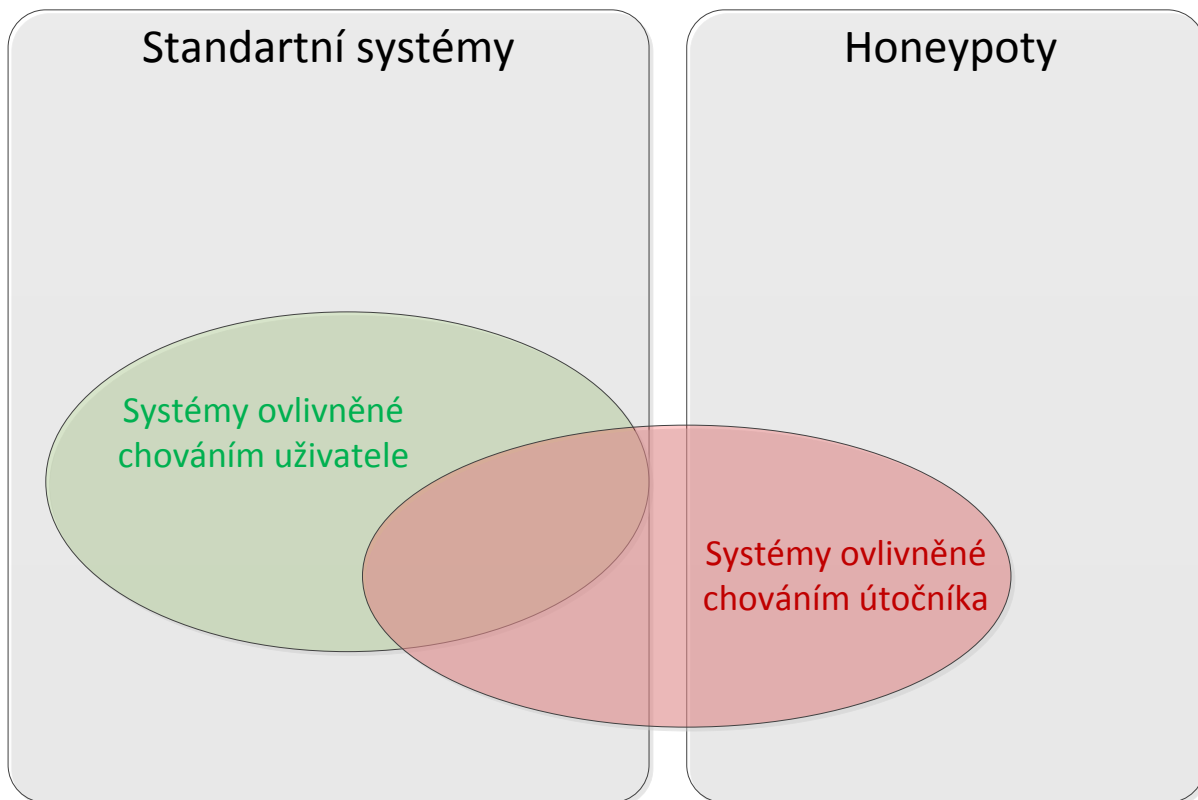 Standartní systémy
Honeypoty
Systémy ovlivněné
chováním uživatele
Systémy ovlivněné
chováním útočníka